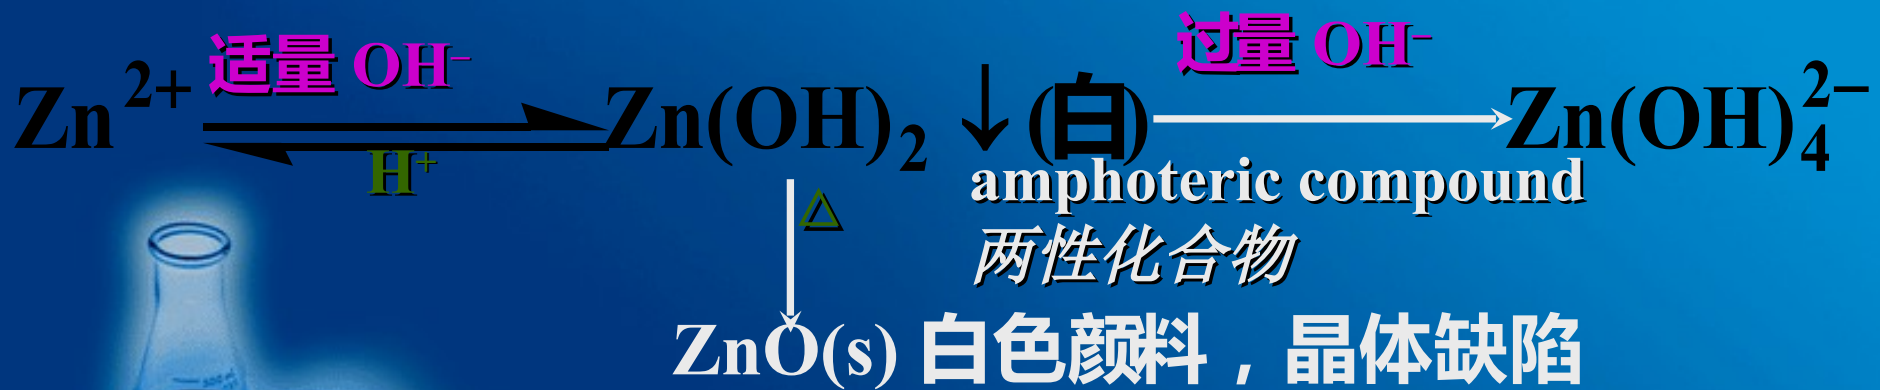 适量 OH⁻ 过量 OH⁻
Zn²⁺ ⇌ Zn(OH)₂ ↓ (白) → Zn(OH)₄²⁻
H⁺
△ amphoteric compound
两性化合物
ZnO(s) 白色颜料，晶体缺陷